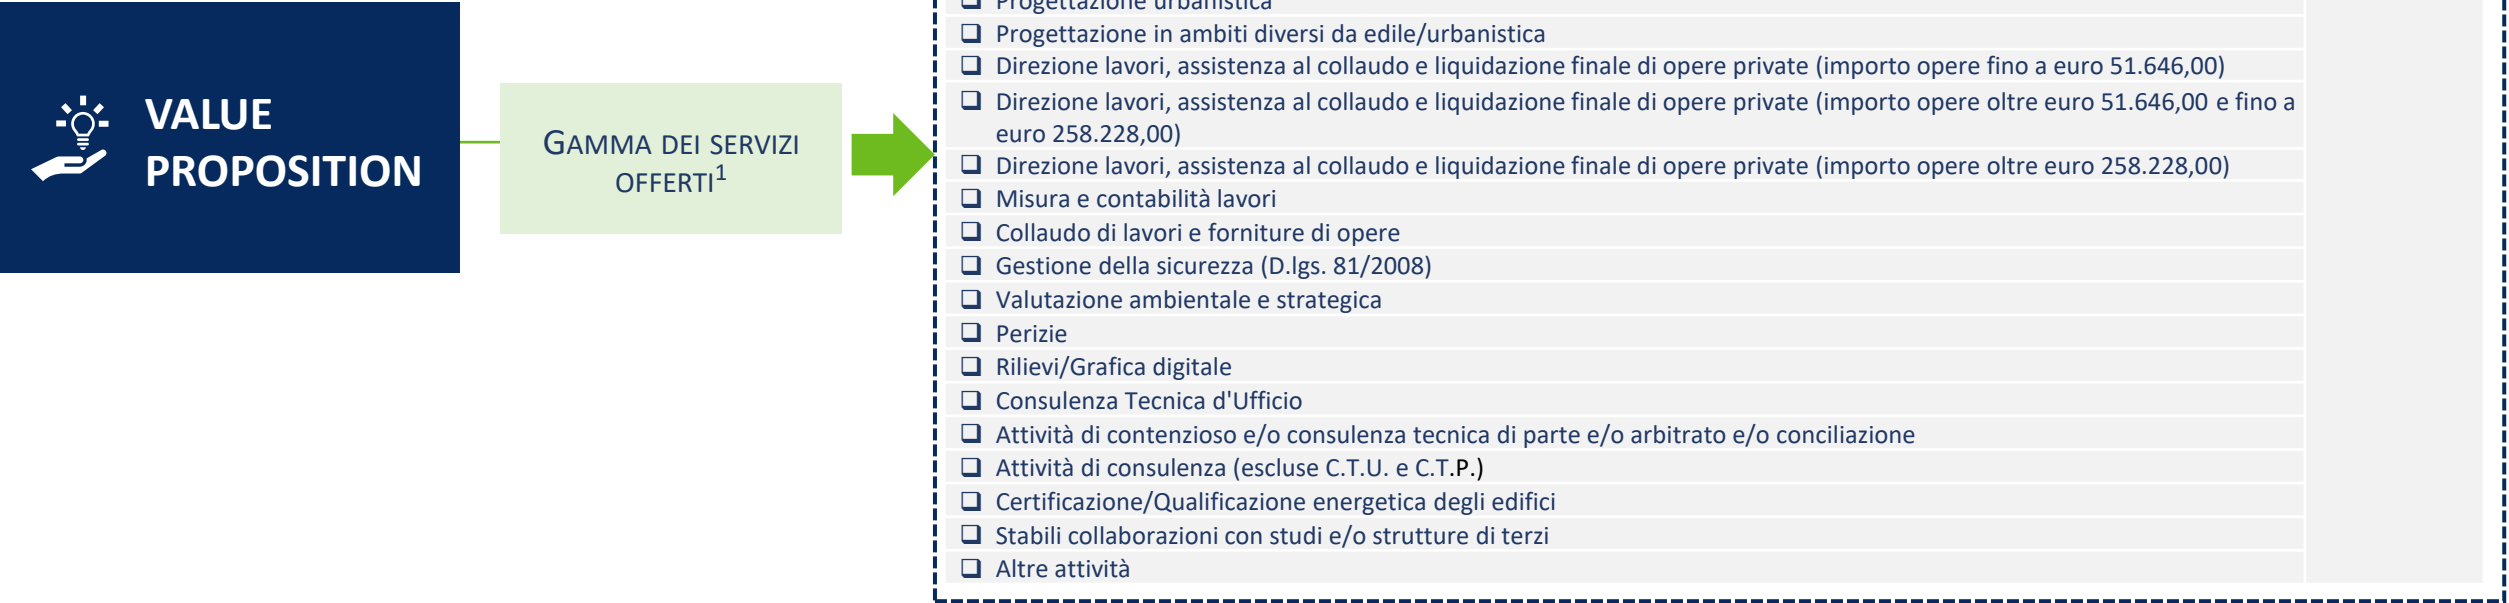 VALUE
PROPOSITION
GAMMA DEI SERVIZI
OFFERTI1
Progettazione urbanistica
Progettazione in ambiti diversi da edile/urbanistica
Direzione lavori, assistenza al collaudo e liquidazione finale di opere private (importo opere fino a euro 51.646,00)
Direzione lavori, assistenza al collaudo e liquidazione finale di opere private (importo opere oltre euro 51.646,00 e fino a
euro 258.228,00)
Direzione lavori, assistenza al collaudo e liquidazione finale di opere private (importo opere oltre euro 258.228,00)
Misura e contabilità lavori
Collaudo di lavori e forniture di opere
Gestione della sicurezza (D.lgs. 81/2008)
Valutazione ambientale e strategica
Perizie
Rilievi/Grafica digitale
Consulenza Tecnica d'Ufficio
Attività di contenzioso e/o consulenza tecnica di parte e/o arbitrato e/o conciliazione
Attività di consulenza (escluse C.T.U. e C.T.P.)
Certificazione/Qualificazione energetica degli edifici
Stabili collaborazioni con studi e/o strutture di terzi
Altre attività